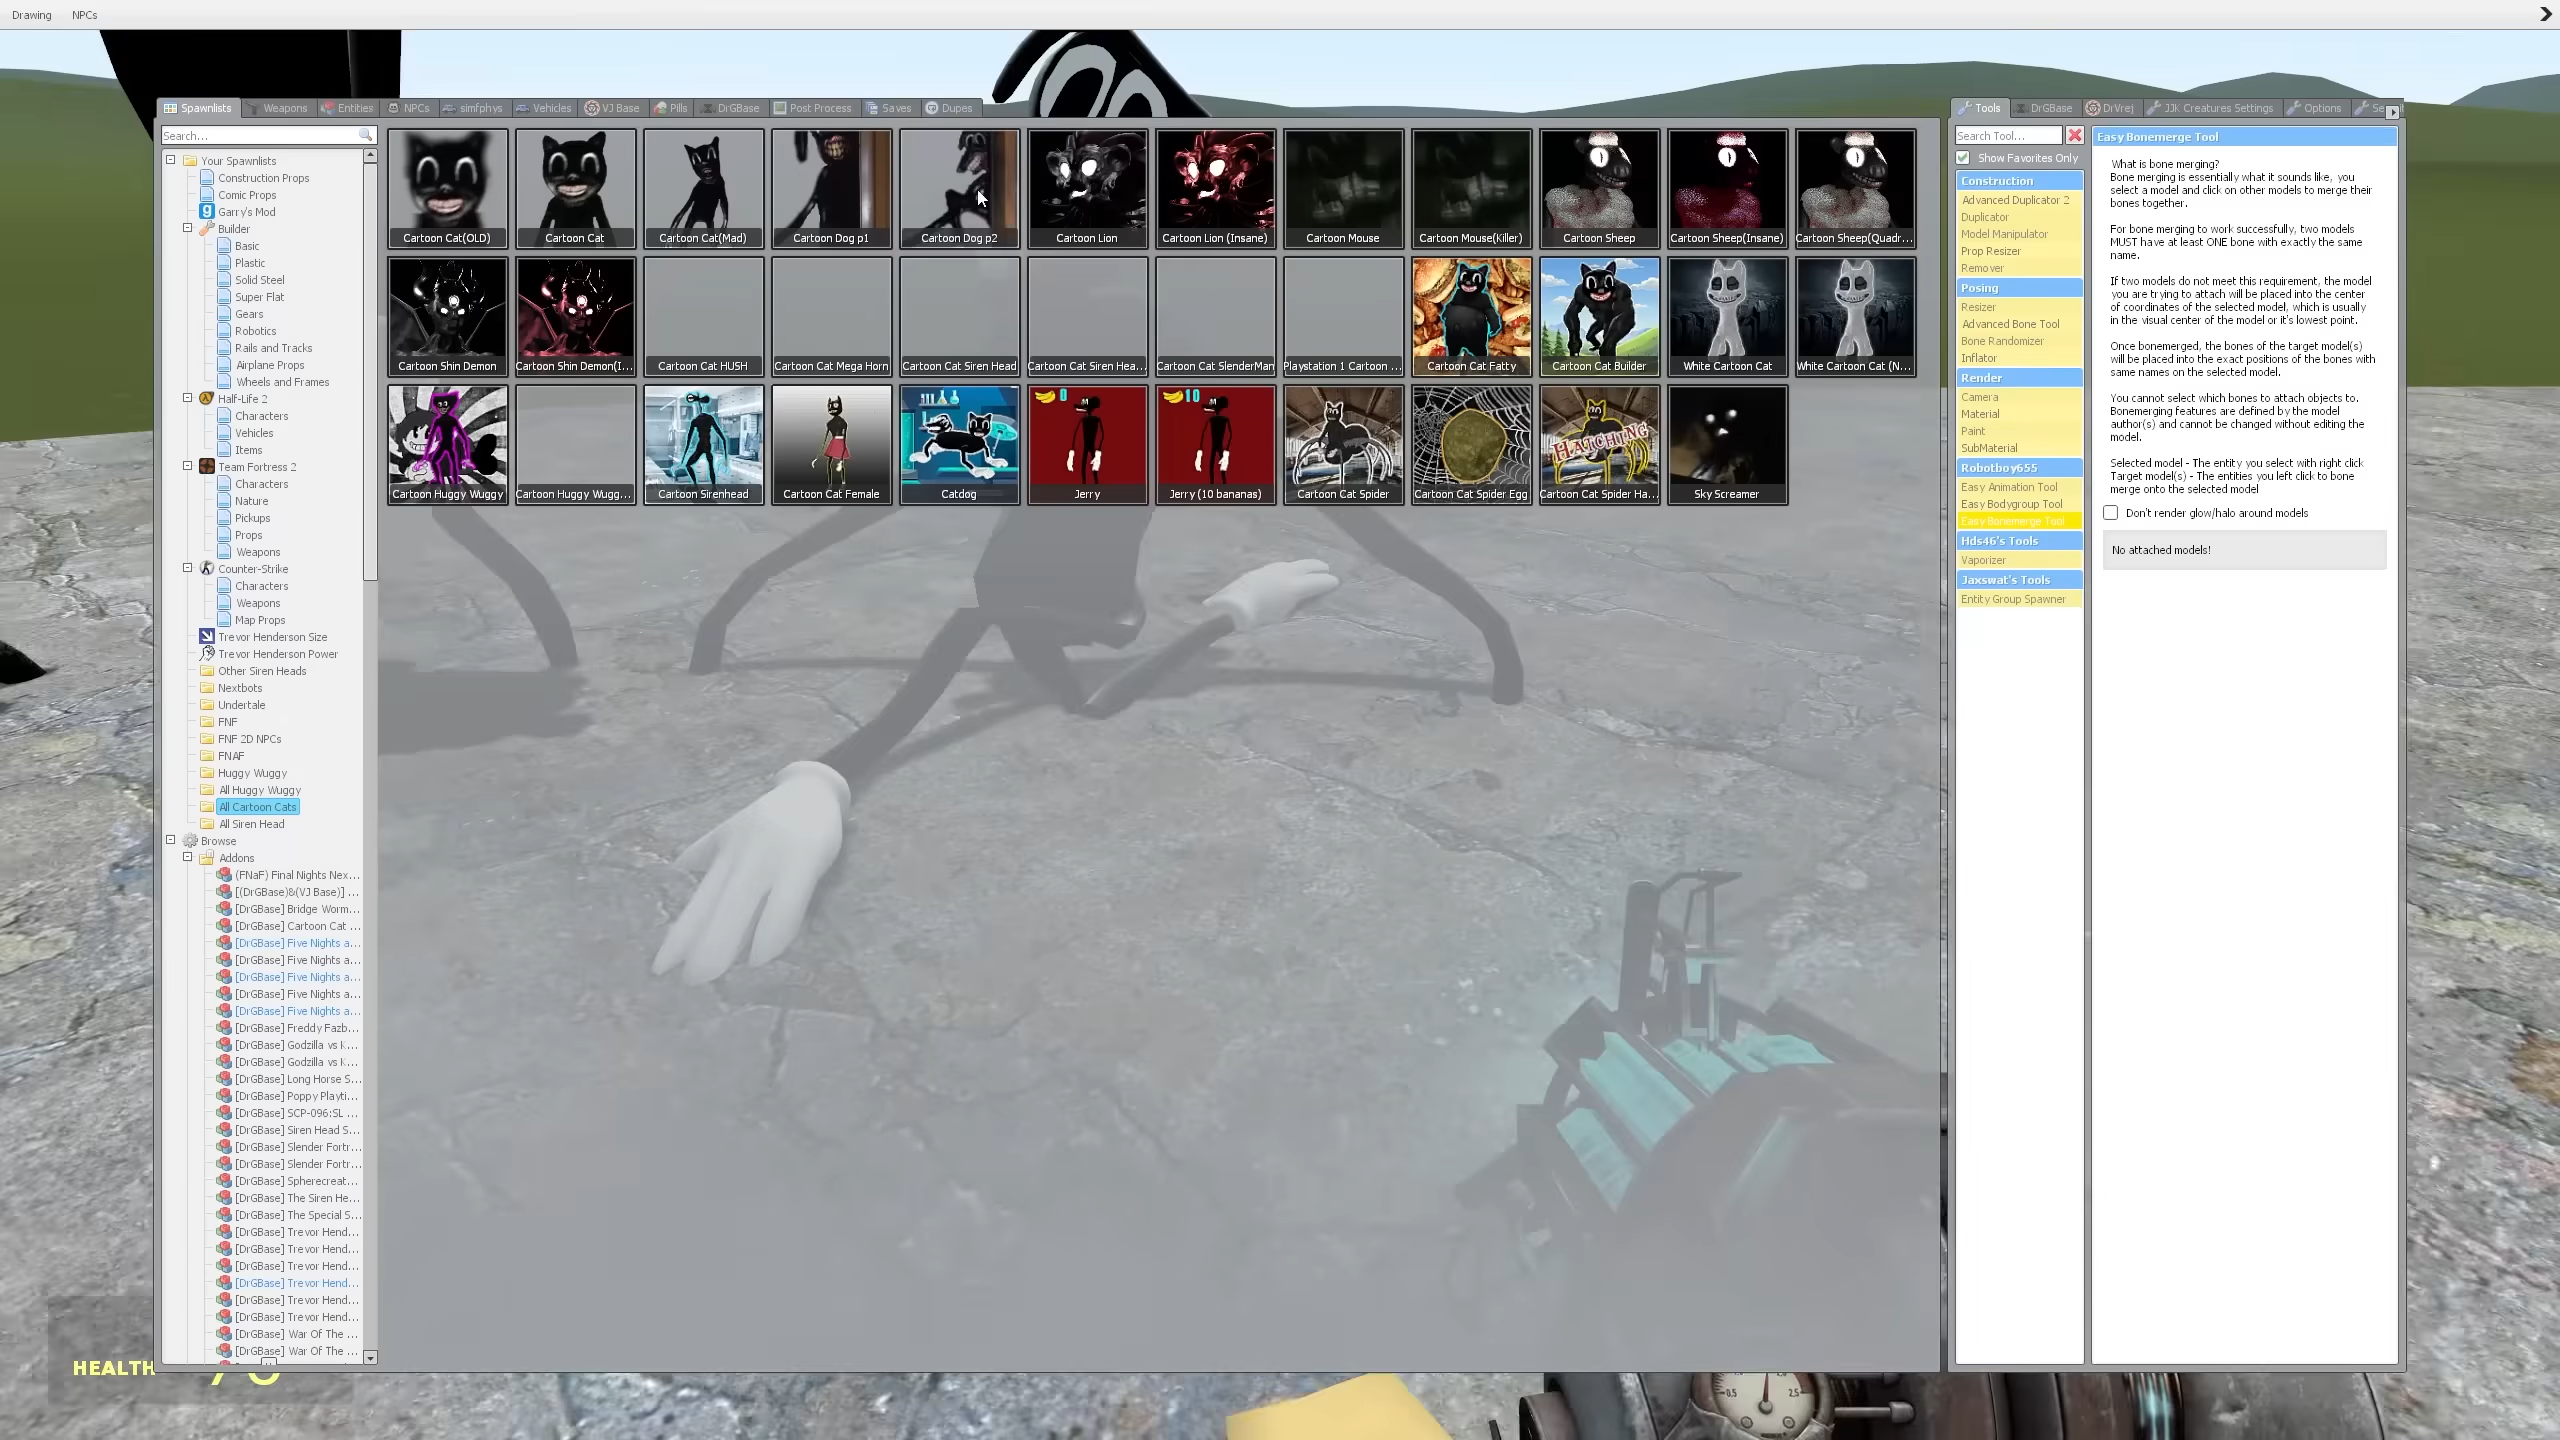 Drawing NPCs
Spawnlists Weapons Entities NPCs simfphys Vehicles VJ Base Pills DrGBase Post Process Saves Dupes
Search...
Your Spawnlists
Construction Props
Comic Props
Garry's Mod
Builder
Basic
Plastic
Solid Steel
Super Flat
Gears
Robotics
Rails and Tracks
Airplane Props
Wheels and Frames
Half-Life 2
Characters
Vehicles
Items
Team Fortress 2
Characters
Nature
Pickups
Props
Weapons
Counter-Strike
Characters
Weapons
Map Props
Trevor Henderson Size
Trevor Henderson Power
Other Siren Heads
Nextbots
Undertale
FNF
FNF 2D NPCs
FNAF
Huggy Wuggy
All Huggy Wuggy
All Cartoon Cats
All Siren Head
Browse
Addons
(FNaF) Final Nights Nex...
[(DrGBase)&(VJ Base)] ...
[DrGBase] Bridge Worm...
[DrGBase] Cartoon Cat ...
[DrGBase] Five Nights a...
[DrGBase] Five Nights a...
[DrGBase] Five Nights a...
[DrGBase] Five Nights a...
[DrGBase] Five Nights a...
[DrGBase] Freddy Fazb...
[DrGBase] Godzilla vs K...
[DrGBase] Godzilla vs K...
[DrGBase] Long Horse S...
[DrGBase] Poppy Playti...
[DrGBase] SCP-096:SL ...
[DrGBase] Siren Head S...
[DrGBase] Slender Fortr...
[DrGBase] Slender Fortr...
[DrGBase] Spherecreat...
[DrGBase] The Siren He...
[DrGBase] The Special S...
[DrGBase] Trevor Hend...
[DrGBase] Trevor Hend...
[DrGBase] Trevor Hend...
[DrGBase] Trevor Hend...
[DrGBase] Trevor Hend...
[DrGBase] Trevor Hend...
[DrGBase] War Of The ...
[DrGBase] War Of The ...
Cartoon Cat(OLD) Cartoon Cat Cartoon Cat(Mad) Cartoon Dog p1 Cartoon Dog p2 Cartoon Lion Cartoon Lion (Insane) Cartoon Mouse Cartoon Mouse(Killer) Cartoon Sheep Cartoon Sheep(Insane) Cartoon Sheep(Quadr...
Cartoon Shin Demon Cartoon Shin Demon(I... Cartoon Cat HUSH Cartoon Cat Mega Horn Cartoon Cat Siren Head Cartoon Cat Siren Hea... Cartoon Cat SlenderMan Playstation 1 Cartoon ... Cartoon Cat Fatty Cartoon Cat Builder White Cartoon Cat White Cartoon Cat (N...
0 10 HATCHING
Cartoon Huggy Wuggy Cartoon Huggy Wugg... Cartoon Sirenhead Cartoon Cat Female Catdog Jerry Jerry (10 bananas) Cartoon Cat Spider Cartoon Cat Spider Egg Cartoon Cat Spider Ha... Sky Screamer
Tools DrGBase DrVrej JJK Creatures Settings Options
Search Tool...
Show Favorites Only
Construction
Advanced Duplicator 2
Duplicator
Model Manipulator
Prop Resizer
Remover
Posing
Resizer
Advanced Bone Tool
Bone Randomizer
Inflator
Render
Camera
Material
Paint
SubMaterial
Robotboy655
Easy Animation Tool
Easy Bodygroup Tool
Easy Bonemerge Tool
Hds46's Tools
Vaporizer
Jaxswat's Tools
Entity Group Spawner
Easy Bonemerge Tool
What is bone merging?
Bone merging is essentially what it sounds like, you
select a model and click on other models to merge their
bones together.
For bone merging to work successfully, two models
MUST have at least ONE bone with exactly the same
name.
If two models do not meet this requirement, the model
you are trying to attach will be placed into the center
of coordinates of the selected model, which is usually
in the visual center of the model or it's lowest point.
Once bonemerged, the bones of the target model(s)
will be placed into the exact positions of the bones with
same names on the selected model.
You cannot select which bones to attach objects to.
Bonemerging features are defined by the model
author(s) and cannot be changed without editing the
model.
Selected model - The entity you select with right click
Target model(s) - The entities you left click to bone
merge onto the selected model
Don't render glow/halo around models
No attached models!
HEALTH